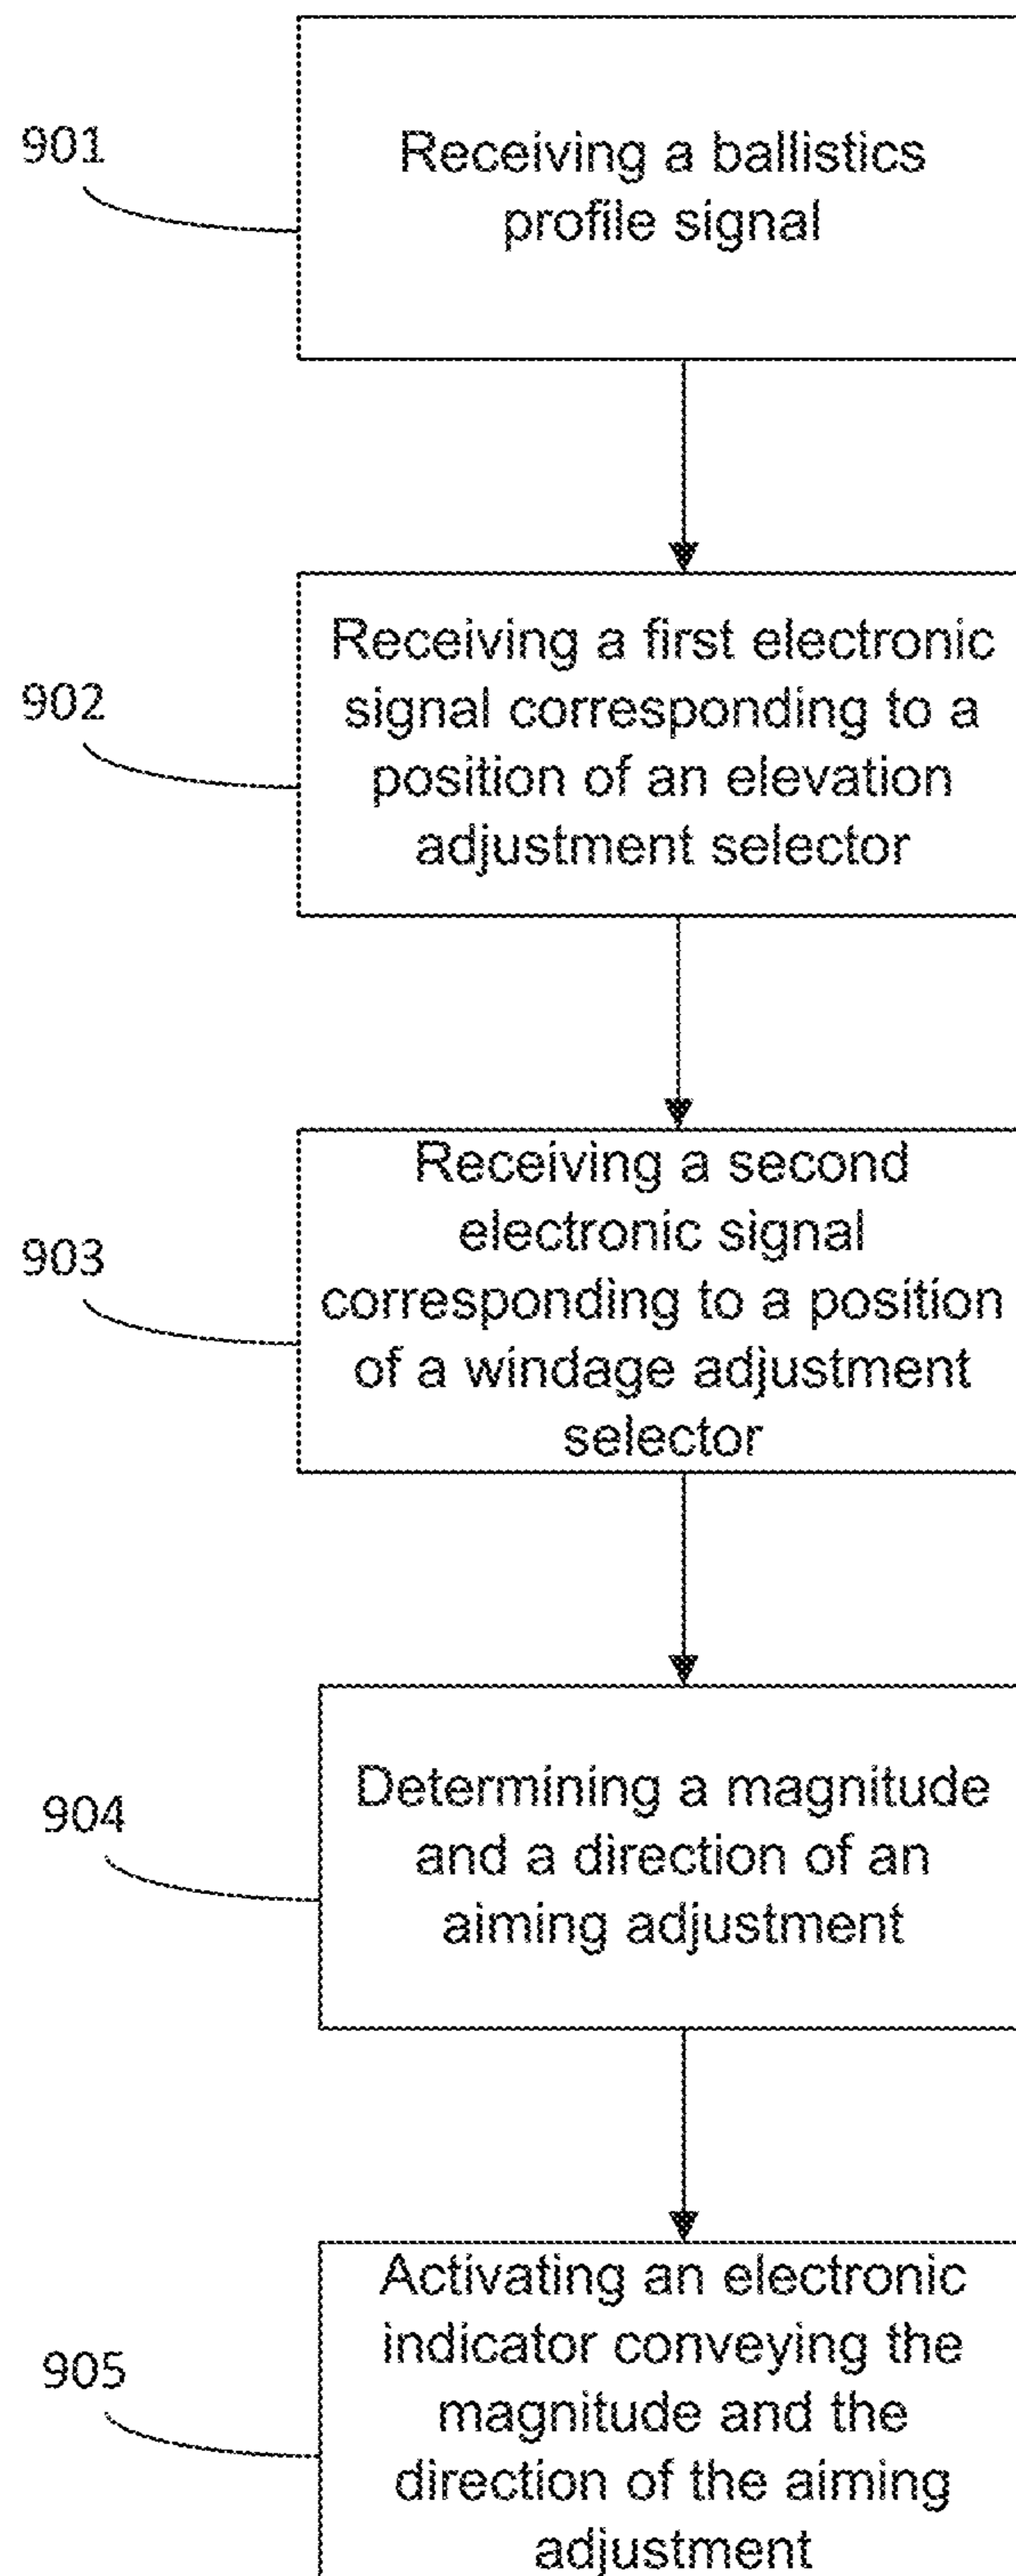 901
Receiving a ballistics
profile signal
902
Receiving a first electronic
signal corresponding to a
position of an elevation
adjustment selector
903
Receiving a second
electronic signal
corresponding to a position
of a windage adjustment
selector
904
Determining a magnitude
and a direction of an
aiming adjustment
905
Activating an electronic
indicator conveying the
magnitude and the
direction of the aiming
adjustment